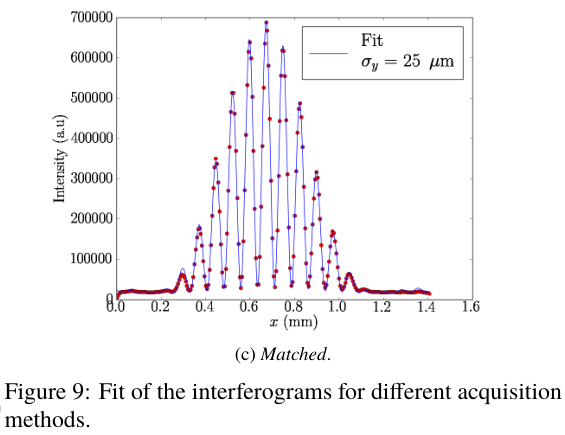 700000
600000
500000
400000
300000
200000
100000
0
Intensity (a.u)
Fit
σy = 25 μm
0.0 0.2 0.4 0.6 0.8 1.0 1.2 1.4 1.6
x (mm)
(c) Matched.
Figure 9: Fit of the interferograms for different acquisition
methods.